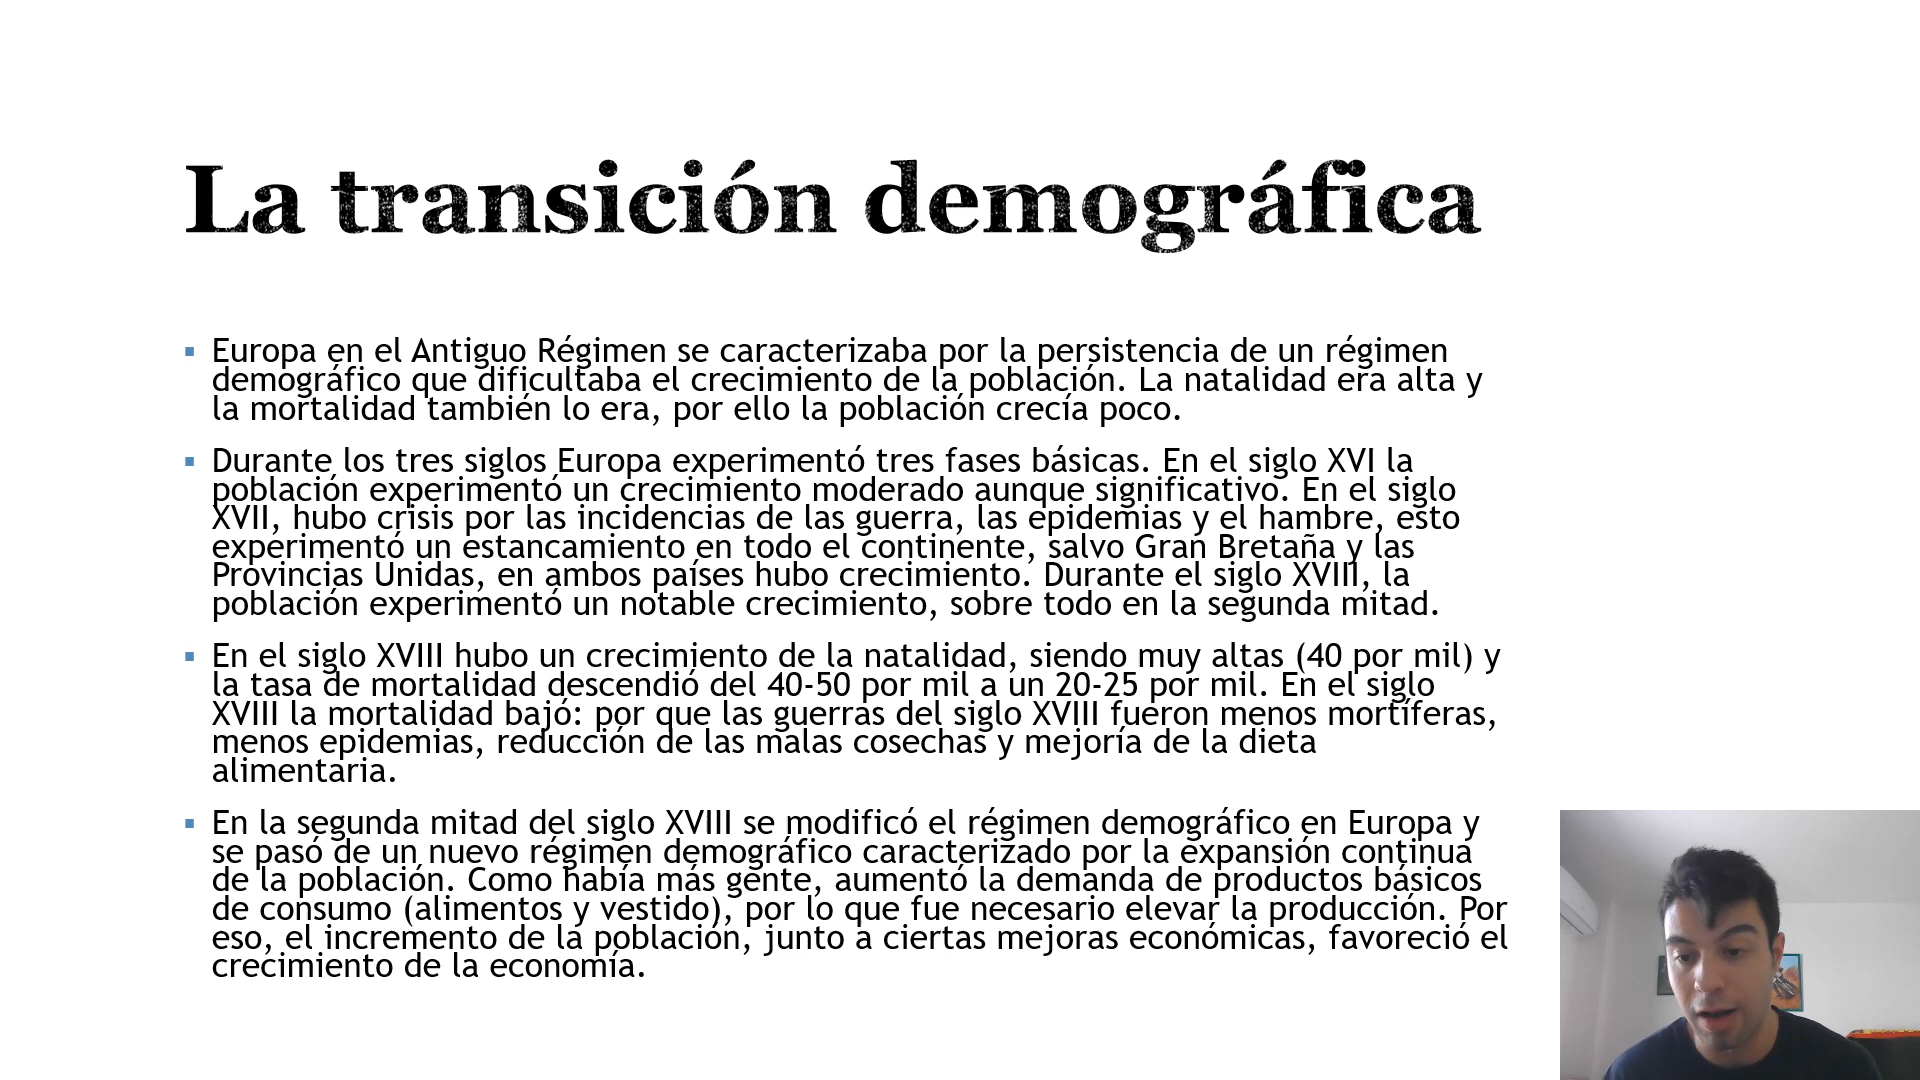 La transición demográfica
▪ Europa en el Antiguo Régimen se caracterizaba por la persistencia de un régimen
demográfico que dificultaba el crecimiento de la población. La natalidad era alta y
la mortalidad también lo era, por ello la población crecía poco.
▪ Durante los tres siglos Europa experimentó tres fases básicas. En el siglo XVI la
población experimentó un crecimiento moderado aunque significativo. En el siglo
XVII, hubo crisis por las incidencias de las guerra, las epidemias y el hambre, esto
experimentó un estancamiento en todo el continente, salvo Gran Bretaña y las
Provincias Unidas, en ambos países hubo crecimiento. Durante el siglo XVIII, la
población experimentó un notable crecimiento, sobre todo en la segunda mitad.
▪ En el siglo XVIII hubo un crecimiento de la natalidad, siendo muy altas (40 por mil) y
la tasa de mortalidad descendió del 40-50 por mil a un 20-25 por mil. En el siglo
XVIII la mortalidad bajó: por que las guerras del siglo XVIII fueron menos mortíferas,
menos epidemias, reducción de las malas cosechas y mejoría de la dieta
alimentaria.
▪ En la segunda mitad del siglo XVIII se modificó el régimen demográfico en Europa y
se pasó de un nuevo régimen demográfico caracterizado por la expansión continua
de la población. Como había más gente, aumentó la demanda de productos básicos
de consumo (alimentos y vestido), por lo que fue necesario elevar la producción. Por
eso, el incremento de la población, junto a ciertas mejoras económicas, favoreció el
crecimiento de la economía.